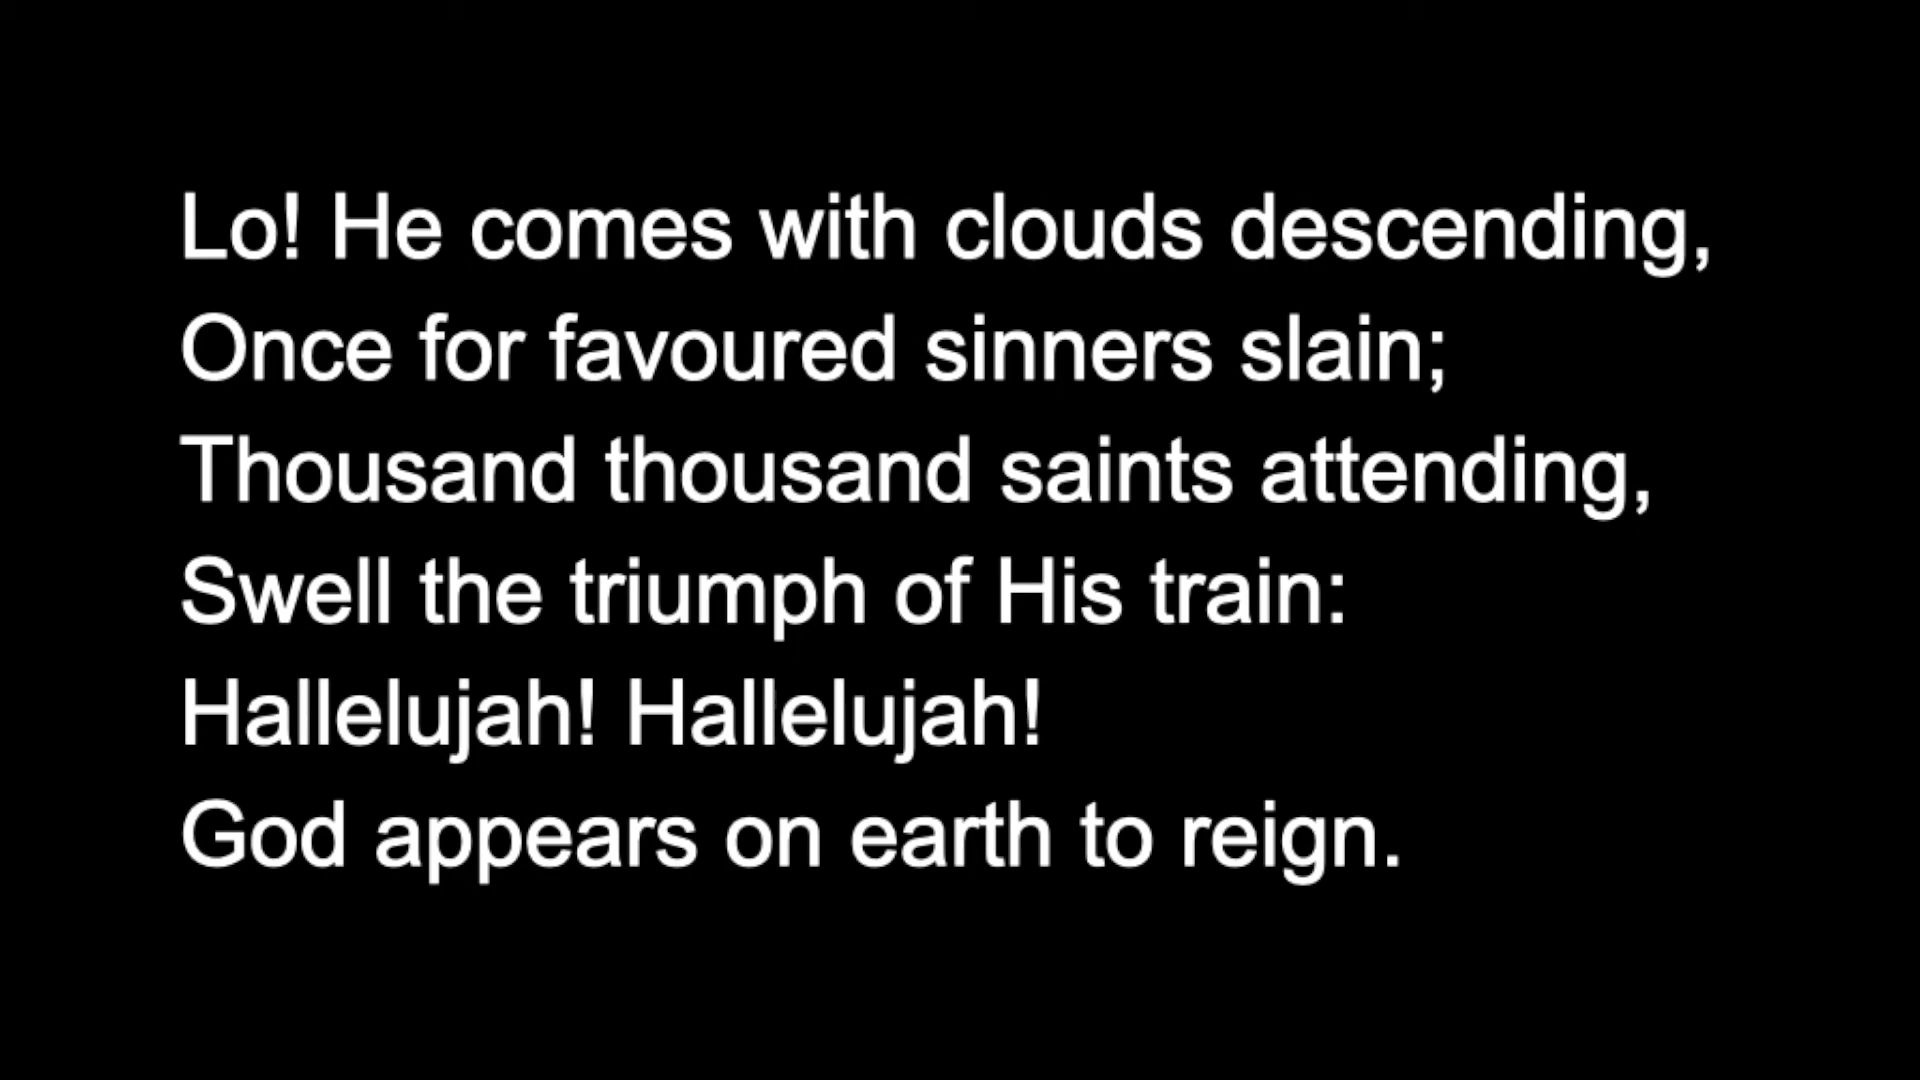 Lo! He comes with clouds descending,
Once for favoured sinners slain;
Thousand thousand saints attending,
Swell the triumph of His train:
Hallelujah! Hallelujah!
God appears on earth to reign.